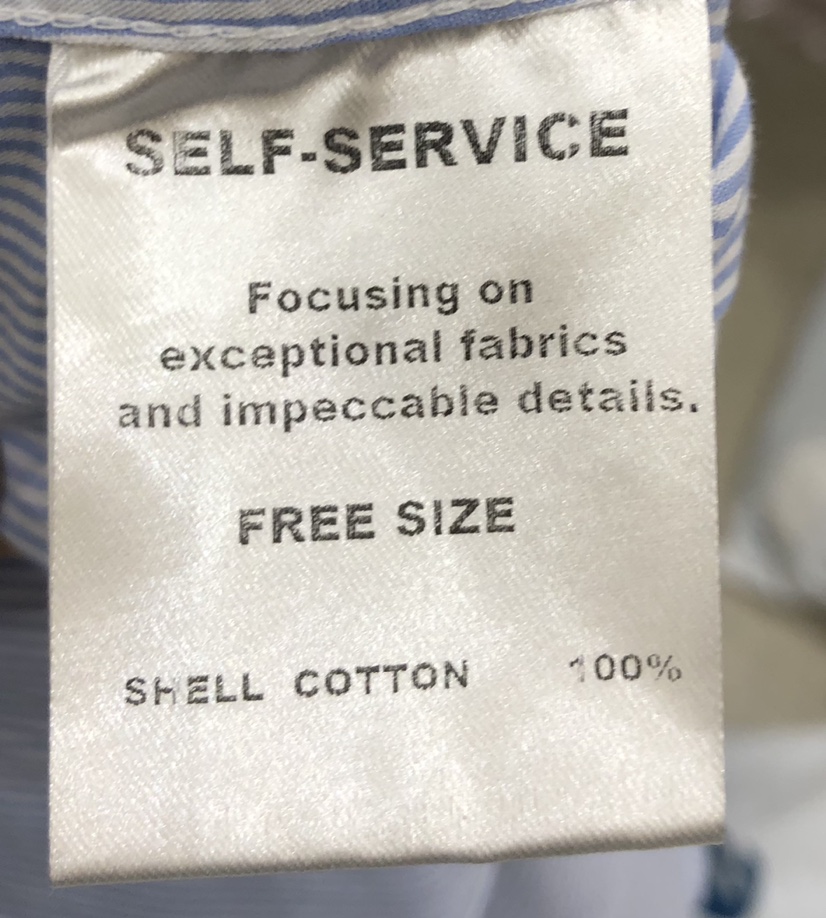 SELF-SERVICE
Focusing on
exceptional fabrics
and impeccable details.
FREE SIZE
SHELL COTTON 100%